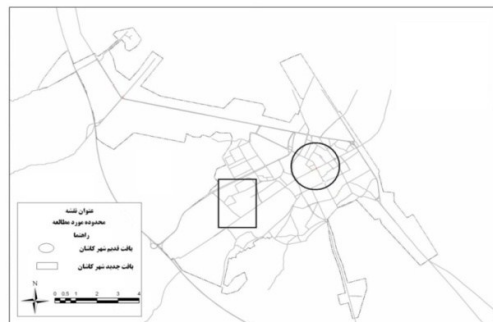 عنوان نقشه
محدوده مورد مطالعه
راهنما
بافت قدیم شهر کاشان
بافت جدید شهر کاشان
N
0 0.5 1 2 3 4